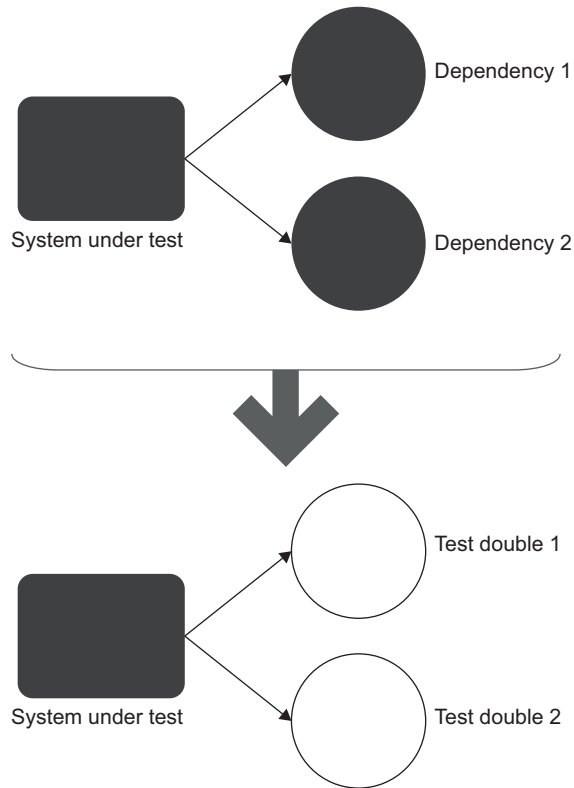 Dependency 1
System under test
Dependency 2
Test double 1
System under test
Test double 2